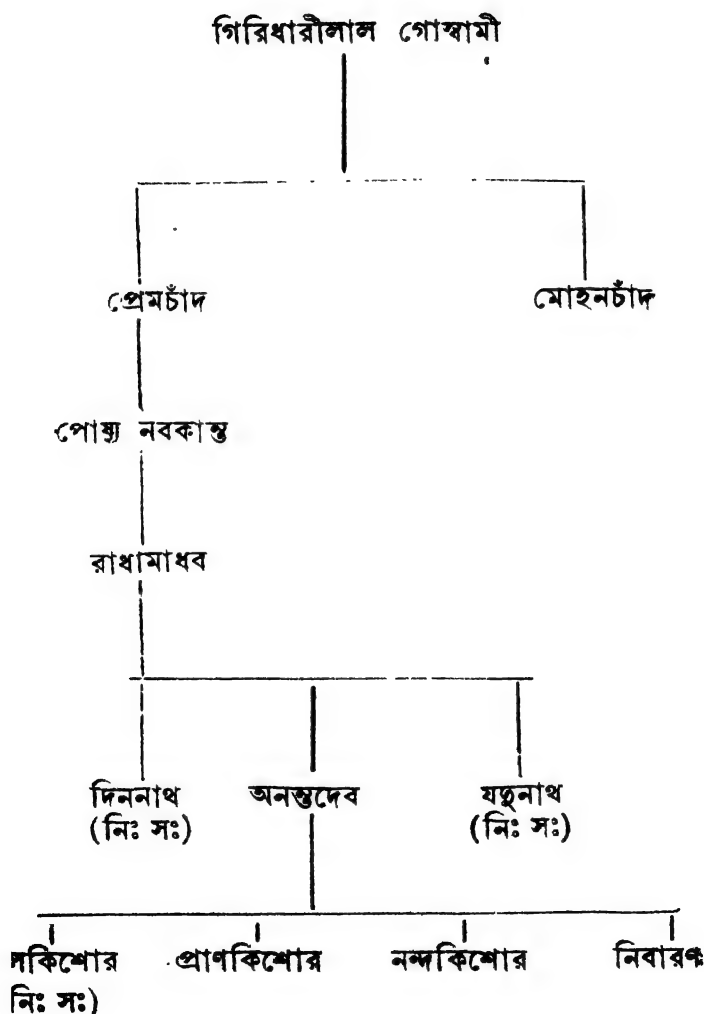 গিরিধারীলাল গোস্বামী
প্রেমচাঁদ মোহনচাঁদ
পোষ্য নবকান্ত
রাধামাধব
দিননাথ অনন্তদেব যদুনাথ
(নিঃ সঃ) (নিঃ সঃ)
প্রাণকিশোর নন্দকিশোর নিবারণ
নিঃ সঃ)